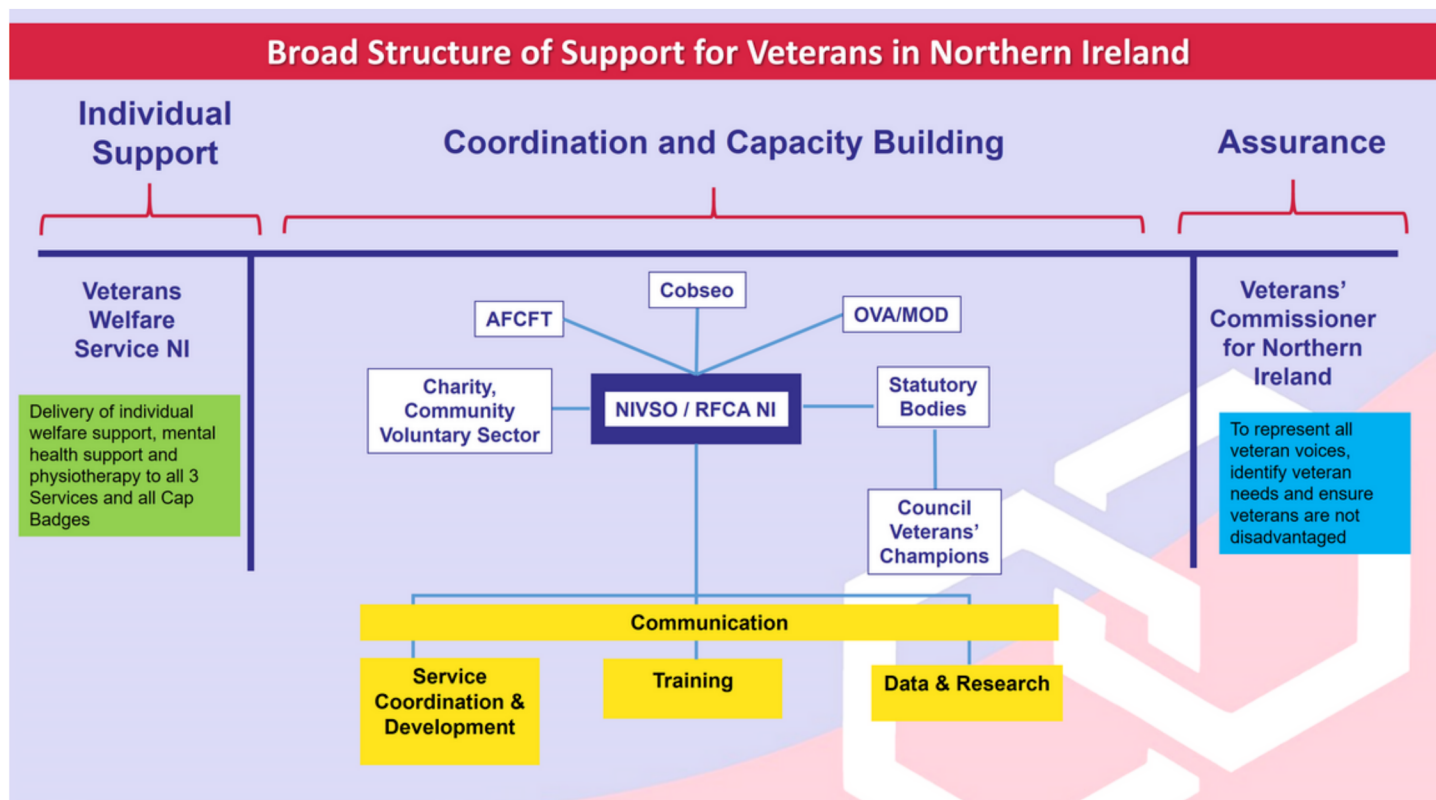 Broad Structure of Support for Veterans in Northern Ireland
Individual
Support
Coordination and Capacity Building
Assurance
Veterans
Welfare
Service NI
Delivery of individual
welfare support, mental
health support and
physiotherapy to all 3
Services and all Cap
Badges
AFCFT
Cobseo
OVA/MOD
Charity,
Community
Voluntary Sector
NIVSO / RFCA NI
Statutory
Bodies
Council
Veterans’
Champions
Communication
Service
Coordination &
Development
Training
Data & Research
Veterans’
Commissioner
for Northern
Ireland
To represent all
veteran voices,
identify veteran
needs and ensure
veterans are not
disadvantaged